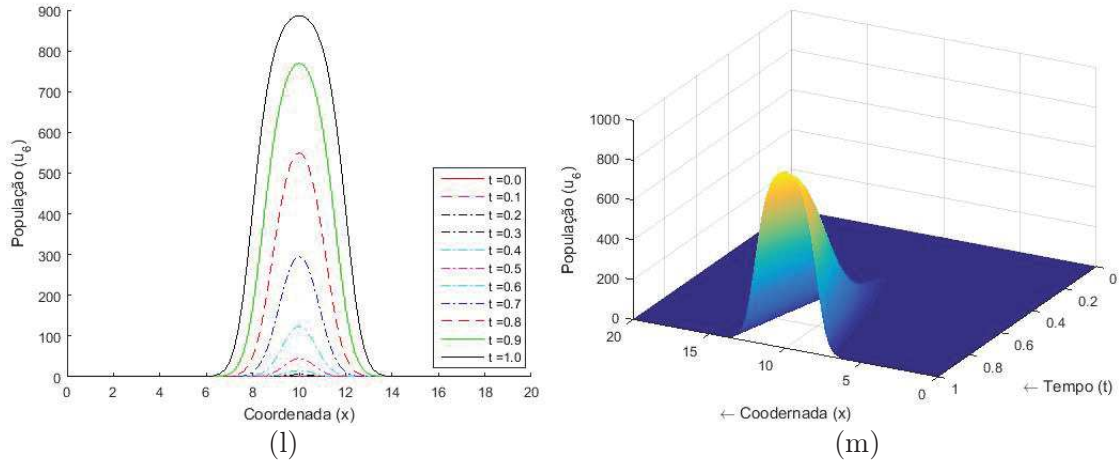 900
800
700
600
500
400
300
200
100
0
População (u6)
0 2 4 6 8 10 12 14 16 18 20
Coordenada (x)
t =0.0
t =0.1
t =0.2
t =0.3
t =0.4
t =0.5
t =0.6
t =0.7
t =0.8
t =0.9
t =1.0
(l)
1000
800
600
400
200
0
População (u6)
20 15 10 5 0
← Coodernada (x)
0
0.2
0.4
0.6
0.8
1
← Tempo (t)
(m)